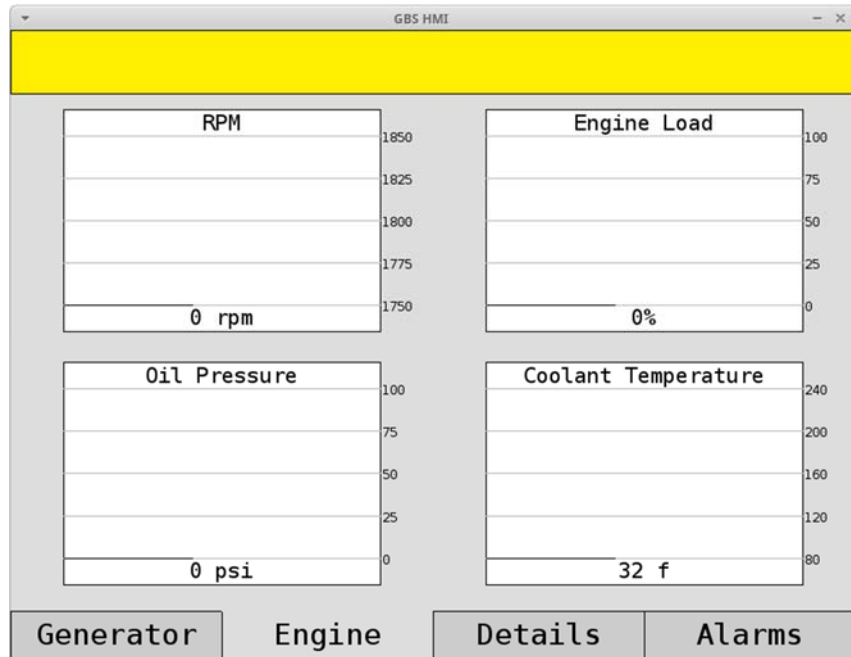 GBS HMI
RPM
1850
1825
1800
1775
1750
0 rpm
Engine Load
100
75
50
25
0
0%
Oil Pressure
100
75
50
25
0
0 psi
Coolant Temperature
240
200
160
120
80
32 f
Generator
Engine
Details
Alarms